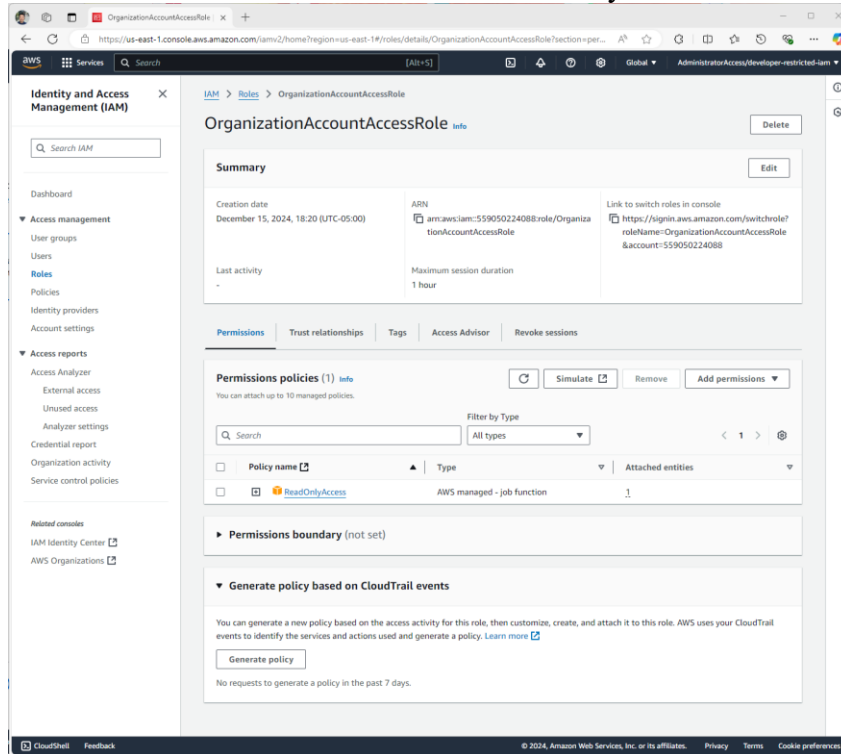 OrganizationAccountAccessRole |
https://us-east-1.console.aws.amazon.com/iamv2/home?region=us-east-1#/roles/details/OrganizationAccountAccessRole?section=per...
aws Services Search [Alt+S] Global AdministratorAccess/developer-restricted-iam
Identity and Access
Management (IAM)
Search IAM
Dashboard
Access management
User groups
Users
Roles
Policies
Identity providers
Account settings
Access reports
Access Analyzer
External access
Unused access
Analyzer settings
Credential report
Organization activity
Service control policies
Related consoles
IAM Identity Center
AWS Organizations
IAM > Roles > OrganizationAccountAccessRole
OrganizationAccountAccessRole Info
Delete
Summary
Edit
Creation date
December 15, 2024, 18:20 (UTC-05:00)
ARN
arn:aws:iam::559050224088:role/Organiza
tionAccountAccessRole
Link to switch roles in console
https://signin.aws.amazon.com/switchrole?
roleName=OrganizationAccountAccessRole
&account=559050224088
Last activity
-
Maximum session duration
1 hour
Permissions Trust relationships Tags Access Advisor Revoke sessions
Permissions policies (1) Info
Simulate Remove Add permissions
You can attach up to 10 managed policies.
Filter by Type
Search All types < 1 >
Policy name Type Attached entities
ReadOnlyAccess AWS managed - job function 1
Permissions boundary (not set)
Generate policy based on CloudTrail events
You can generate a new policy based on the access activity for this role, then customize, create, and attach it to this role. AWS uses your CloudTrail
events to identify the services and actions used and generate a policy. Learn more
Generate policy
No requests to generate a policy in the past 7 days.
CloudShell Feedback © 2024, Amazon Web Services, Inc. or its affiliates. Privacy Terms Cookie preferences